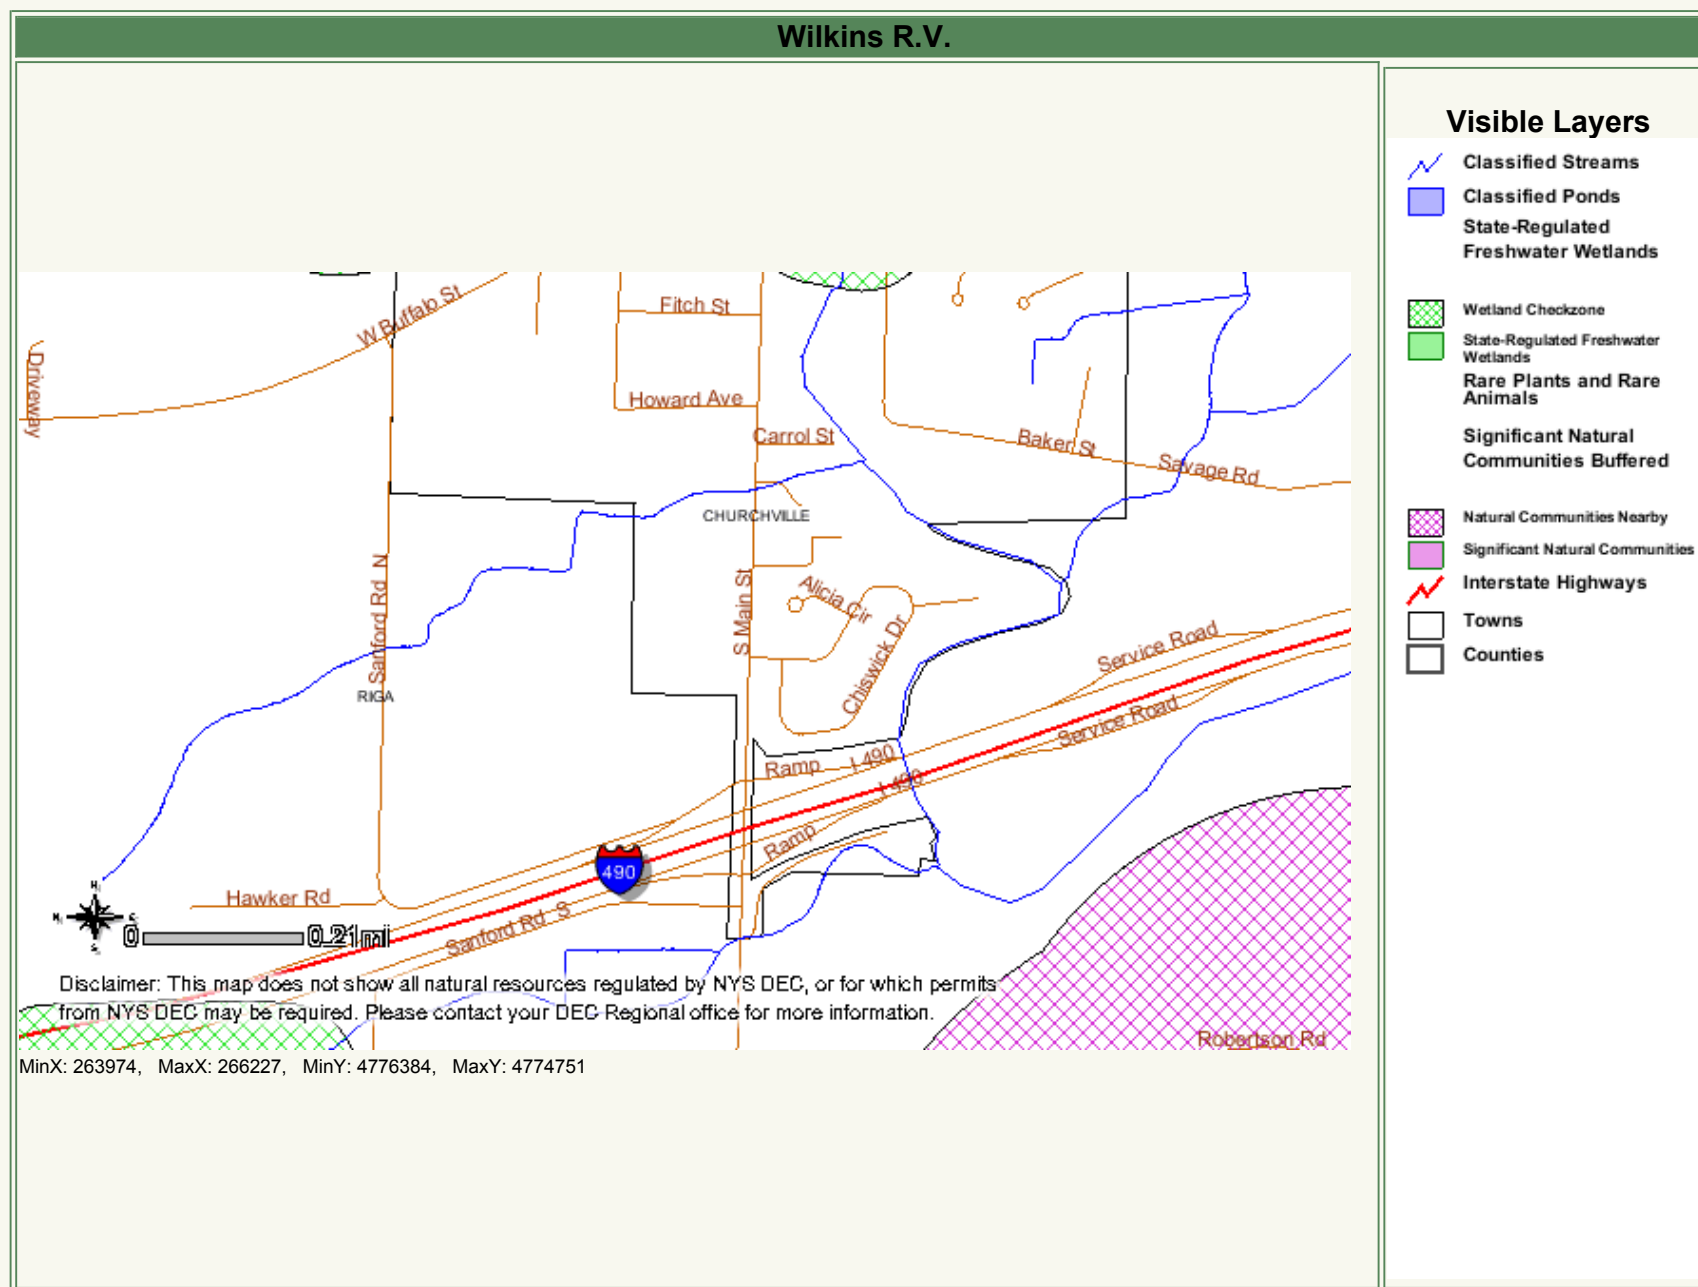 Wilkins R.V.
Visible Layers
Classified Streams
Classified Ponds
State-Regulated
Freshwater Wetlands
Wetland Checkzone
State-Regulated Freshwater
Wetlands
Rare Plants and Rare
Animals
Significant Natural
Communities Buffered
Natural Communities Nearby
Significant Natural Communities
Interstate Highways
Towns
Counties
W Buffalo St
Fitch St
Driveway
Howard Ave
Carrol St
Baker St
Savage Rd
CHURCHVILLE
Sanford Rd N
S Main St
Alicia Cir
Chiswick Dr
RIGA
Service Road
Service Road
Ramp
I-490
I-490
Ramp
490
Hawker Rd
Sanford Rd S
N
S
0
0.21 mi
Disclaimer: This map does not show all natural resources regulated by NYS DEC, or for which permits
from NYS DEC may be required. Please contact your DEC Regional office for more information.
Robertson Rd
MinX: 263974, MaxX: 266227, MinY: 4776384, MaxY: 4774751